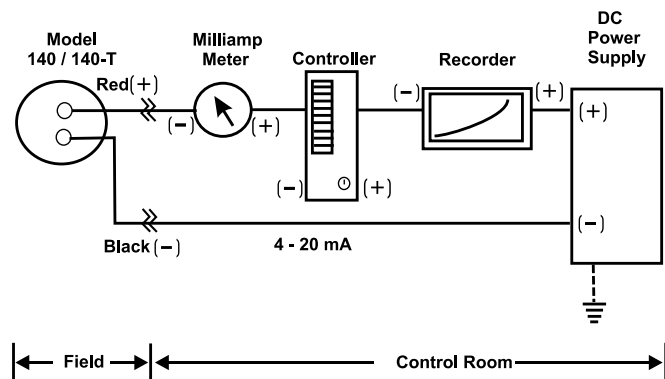 Model
140 / 140-T
Milliamp
Meter
Controller
Recorder
DC
Power
Supply
Red(+)
(−)
(+)
(−)
(+)
(−)
(+)
(+)
(−)
Black(−)
4 - 20 mA
Field
Control Room